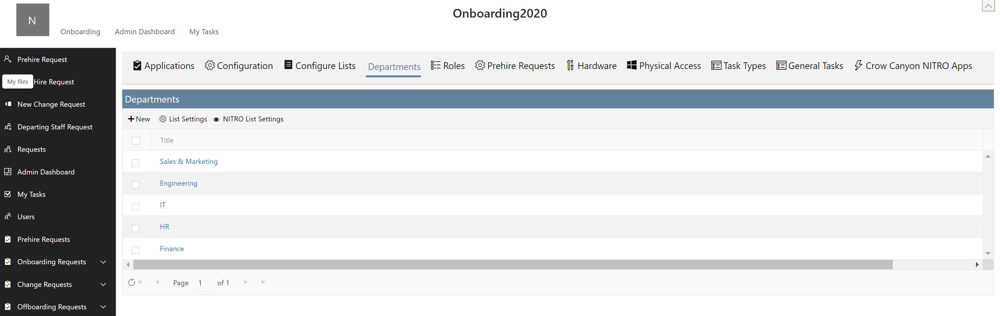 Onboarding2020
N
Onboarding Admin Dashboard My Tasks
Prehire Request
My files Hire Request
New Change Request
Departing Staff Request
Requests
Admin Dashboard
My Tasks
Users
Prehire Requests
Onboarding Requests
Change Requests
Offboarding Requests
Applications Configuration Configure Lists Departments Roles Prehire Requests Hardware Physical Access Task Types General Tasks Crow Canyon NITRO Apps
Departments
New List Settings NITRO List Settings
Title
Sales & Marketing
Engineering
IT
HR
Finance
Page 1 of 1